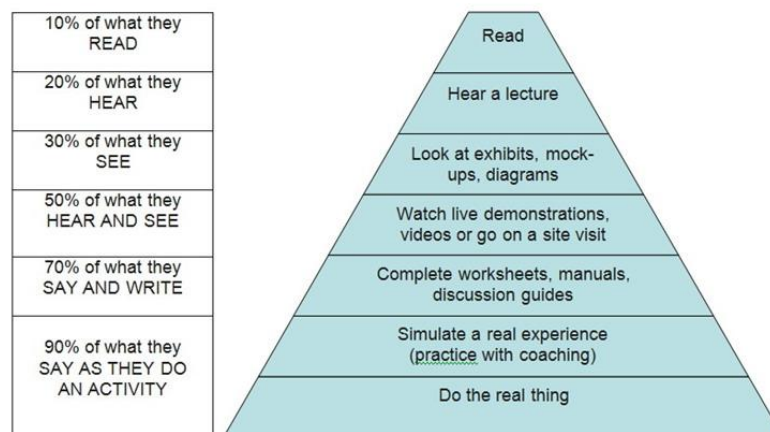 10% of what they
READ
20% of what they
HEAR
30% of what they
SEE
50% of what they
HEAR AND SEE
70% of what they
SAY AND WRITE
90% of what they
SAY AS THEY DO
AN ACTIVITY
Read
Hear a lecture
Look at exhibits, mock-
ups, diagrams
Watch live demonstrations,
videos or go on a site visit
Complete worksheets, manuals,
discussion guides
Simulate a real experience
(practice with coaching)
Do the real thing